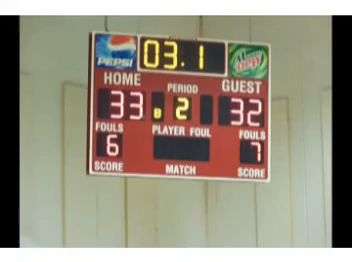 PEPSI 03.1 Mtn Dew
HOME PERIOD GUEST
33 B 2 32
FOULS PLAYER FOUL FOULS
6 7
SCORE MATCH SCORE